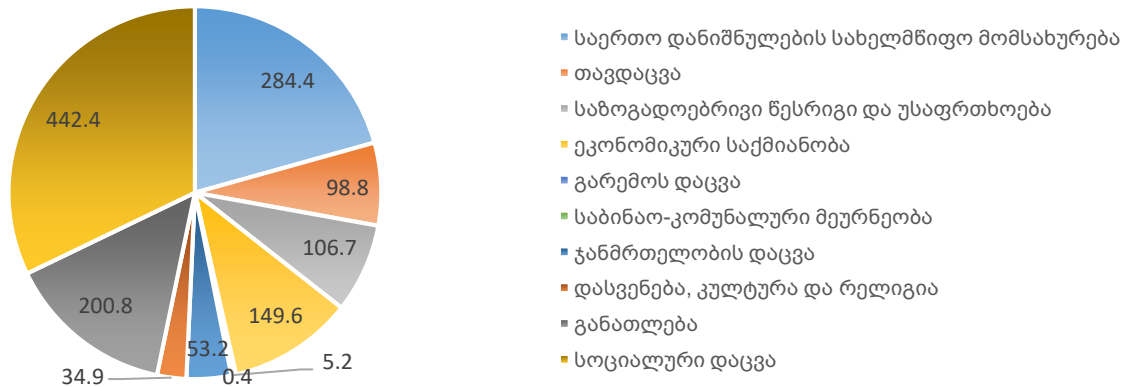 284.4
98.8
106.7
149.6
5.2
0.4
53.2
34.9
200.8
442.4
საერთო დანიშნულების სახელმწიფო მომსახურება
თავდაცვა
საზოგადოებრივი წესრიგი და უსაფრთხოება
ეკონომიკური საქმიანობა
გარემოს დაცვა
საბინაო-კომუნალური მეურნეობა
ჯანმრთელობის დაცვა
დასვენება, კულტურა და რელიგია
განათლება
სოციალური დაცვა